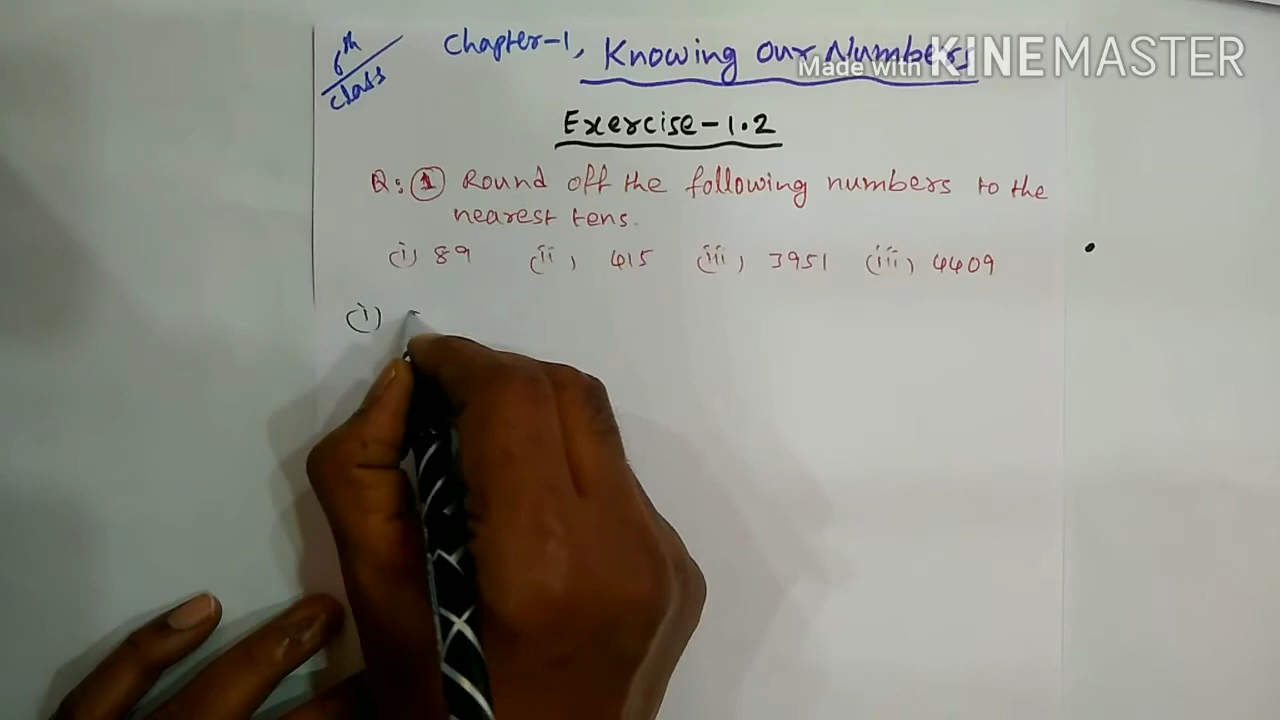 6th class
Chapter-1, Knowing Our Numbers
Made with KINEMASTER
Exercise-1.2
Q: 1 Round off the following numbers to the
nearest tens.
(i) 89 (ii) 415 (iii) 3951 (iii) 4409
(i)